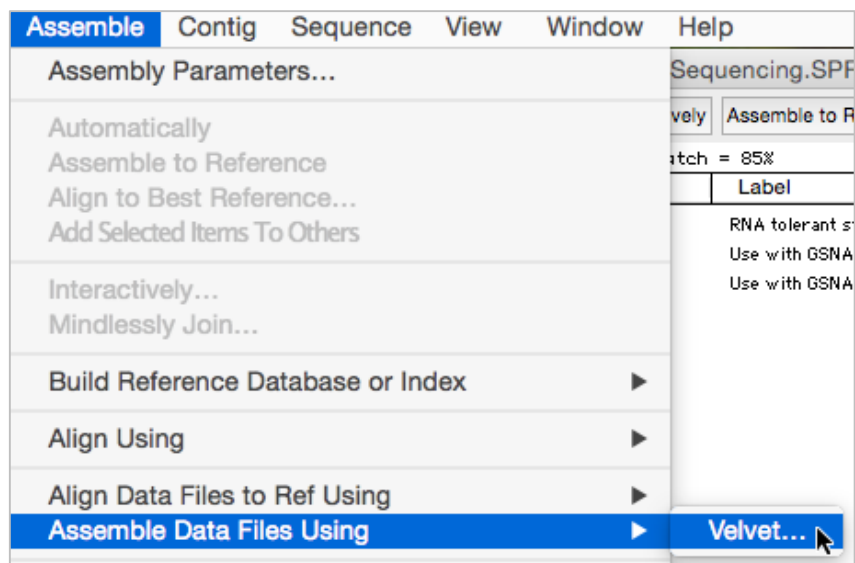 Assemble Contig Sequence View Window Help
Assembly Parameters...
Sequencing.SPF
Automatically
vely Assemble to R
Assemble to Reference
atch = 85%
Align to Best Reference...
Label
Add Selected Items To Others
RNA tolerant s
Use with GSNA
Interactively...
Use with GSNA
Mindlessly Join...
Build Reference Database or Index
Align Using
Align Data Files to Ref Using
Assemble Data Files Using
Velvet...